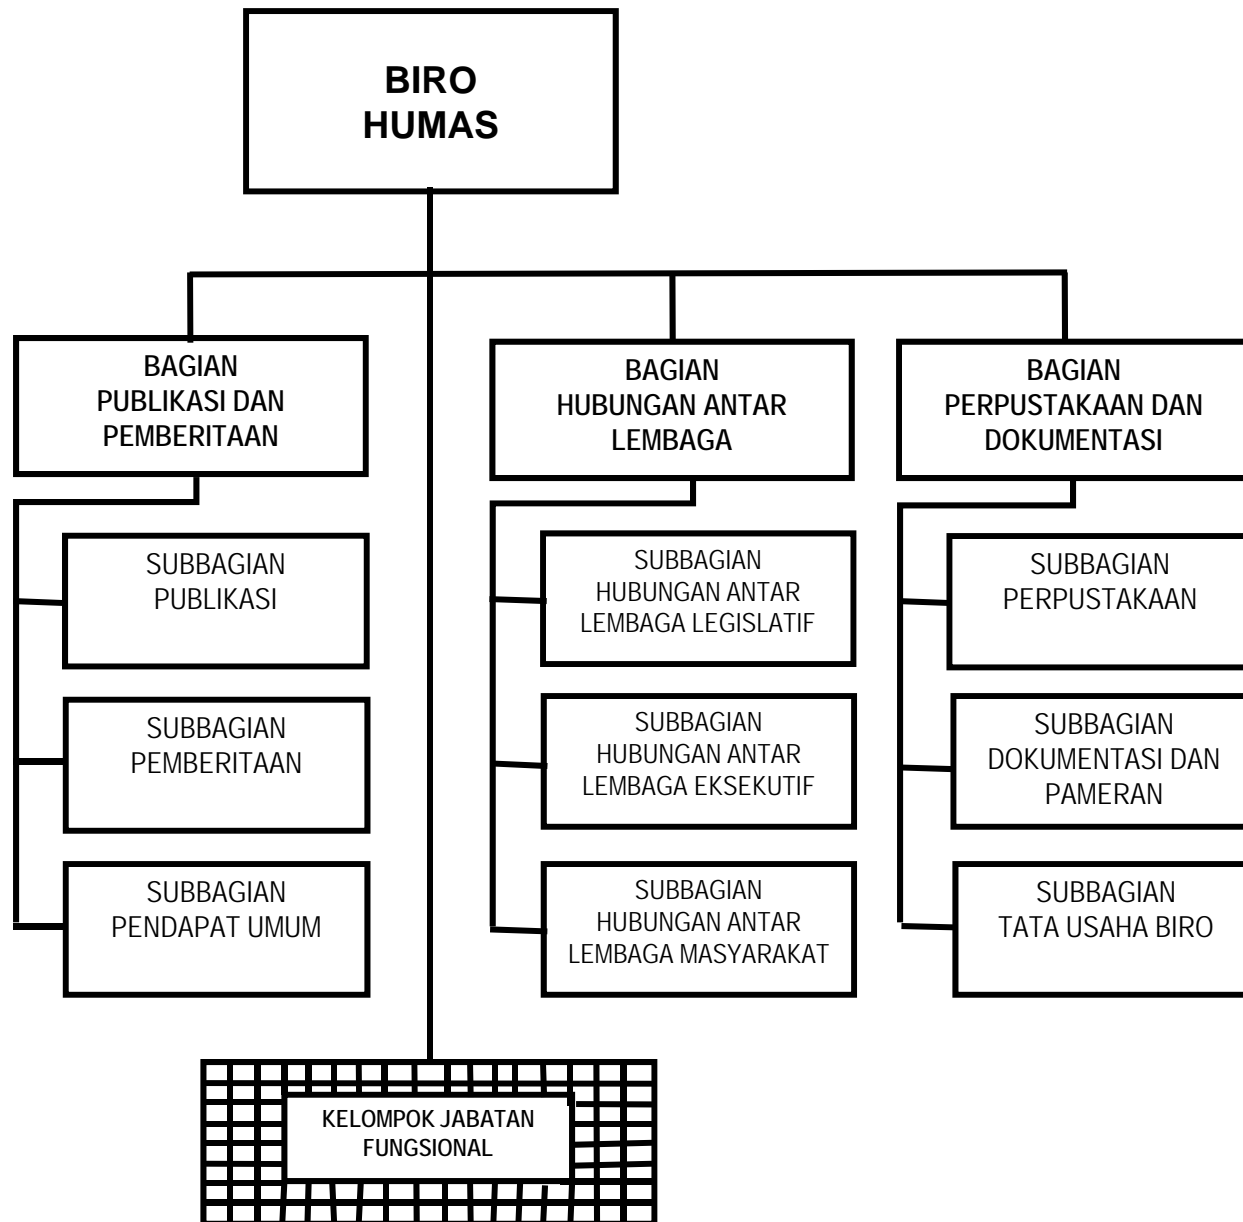 BIRO
HUMAS
BAGIAN
PUBLIKASI DAN
PEMBERITAAN
BAGIAN
HUBUNGAN ANTAR
LEMBAGA
BAGIAN
PERPUSTAKAAN DAN
DOKUMENTASI
SUBBAGIAN
PUBLIKASI
SUBBAGIAN
PEMBERITAAN
SUBBAGIAN
PENDAPAT UMUM
SUBBAGIAN
HUBUNGAN ANTAR
LEMBAGA LEGISLATIF
SUBBAGIAN
HUBUNGAN ANTAR
LEMBAGA EKSEKUTIF
SUBBAGIAN
HUBUNGAN ANTAR
LEMBAGA MASYARAKAT
SUBBAGIAN
PERPUSTAKAAN
SUBBAGIAN
DOKUMENTASI DAN
PAMERAN
SUBBAGIAN
TATA USAHA BIRO
KELOMPOK JABATAN
FUNGSIONAL